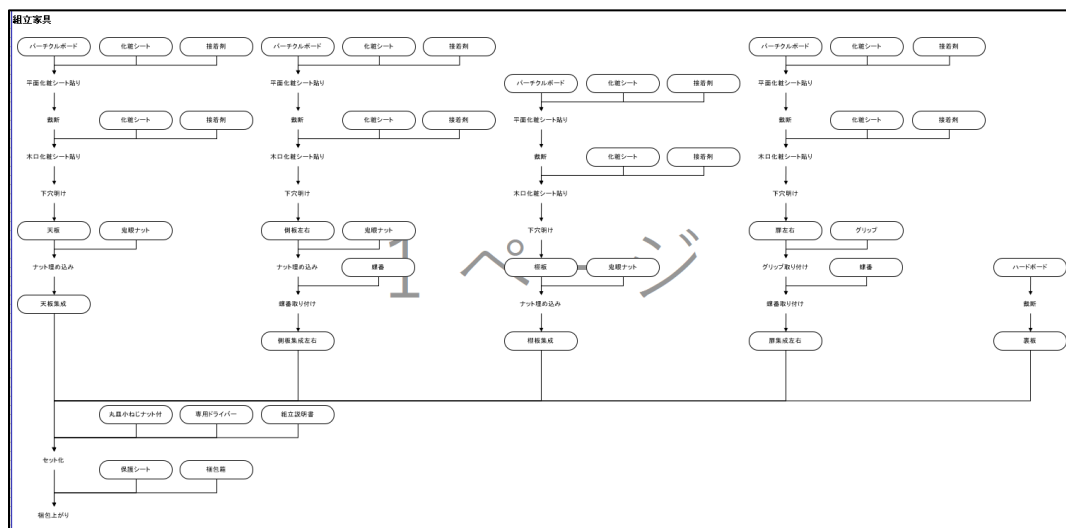 組立家具
パーチクルボード 化粧シート 接着剤 パーチクルボード 化粧シート 接着剤 パーチクルボード 化粧シート 接着剤
平面化粧シート貼り 平面化粧シート貼り パーチクルボード 化粧シート 接着剤 平面化粧シート貼り
裁断 化粧シート 接着剤 裁断 化粧シート 接着剤 平面化粧シート貼り 裁断 化粧シート 接着剤
木口化粧シート貼り 木口化粧シート貼り 裁断 化粧シート 接着剤 木口化粧シート貼り
下穴明け 下穴明け 木口化粧シート貼り 下穴明け
天板 鬼眼ナット 側板左右 鬼眼ナット 下穴明け 扉左右 グリップ
ナット埋め込み ナット埋め込み 蝶番 棚板 鬼眼ナット グリップ取り付け 蝶番 ハードボード
1 ページ
天板集成 蝶番取り付け ナット埋め込み 蝶番取り付け 裁断
側板集成左右 棚板集成 扉集成左右 裏板
丸皿小ねじナット付 専用ドライバー 組立説明書
セット化 保護シート 梱包箱
梱包上がり